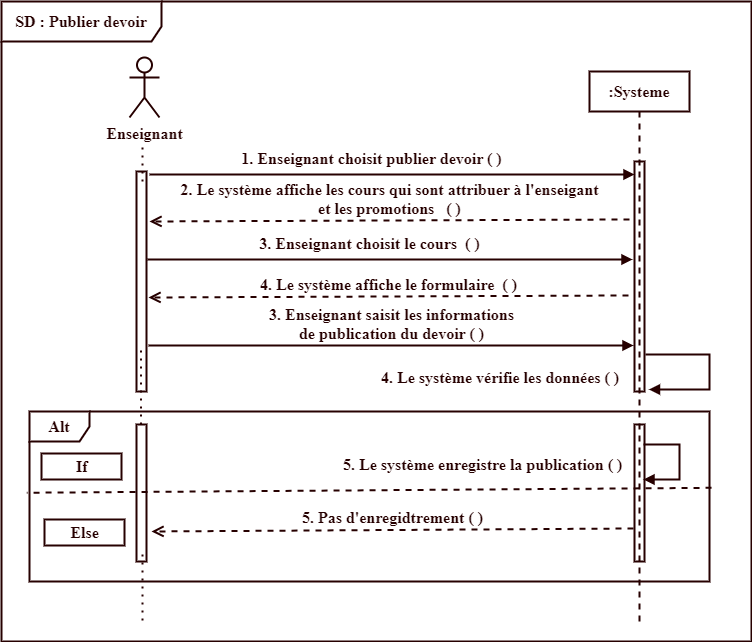 SD : Publier devoir
Enseignant
:Systeme
1. Enseignant choisit publier devoir ( )
2. Le système affiche les cours qui sont attribuer à l'enseigant
et les promotions ( )
3. Enseignant choisit le cours ( )
4. Le système affiche le formulaire ( )
3. Enseignant saisit les informations
de publication du devoir ( )
4. Le système vérifie les données ( )
Alt
If
5. Le système enregistre la publication ( )
5. Pas d'enregidtrement ( )
Else